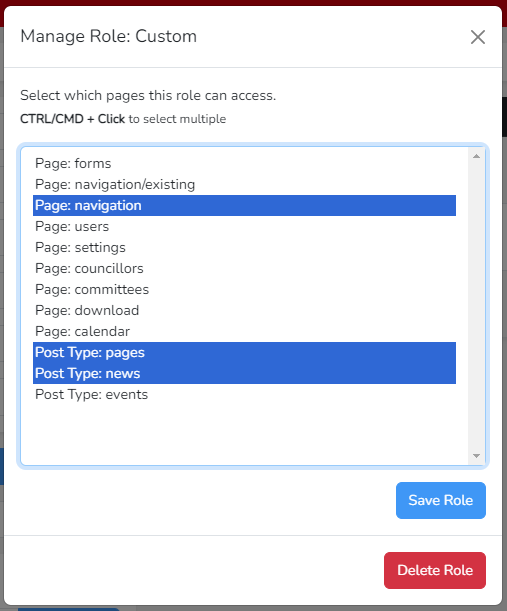 Manage Role: Custom
Select which pages this role can access.
CTRL/CMD + Click to select multiple
Page: forms
Page: navigation/existing
Page: navigation
Page: users
Page: settings
Page: councillors
Page: committees
Page: download
Page: calendar
Post Type: pages
Post Type: news
Post Type: events
Save Role
Delete Role